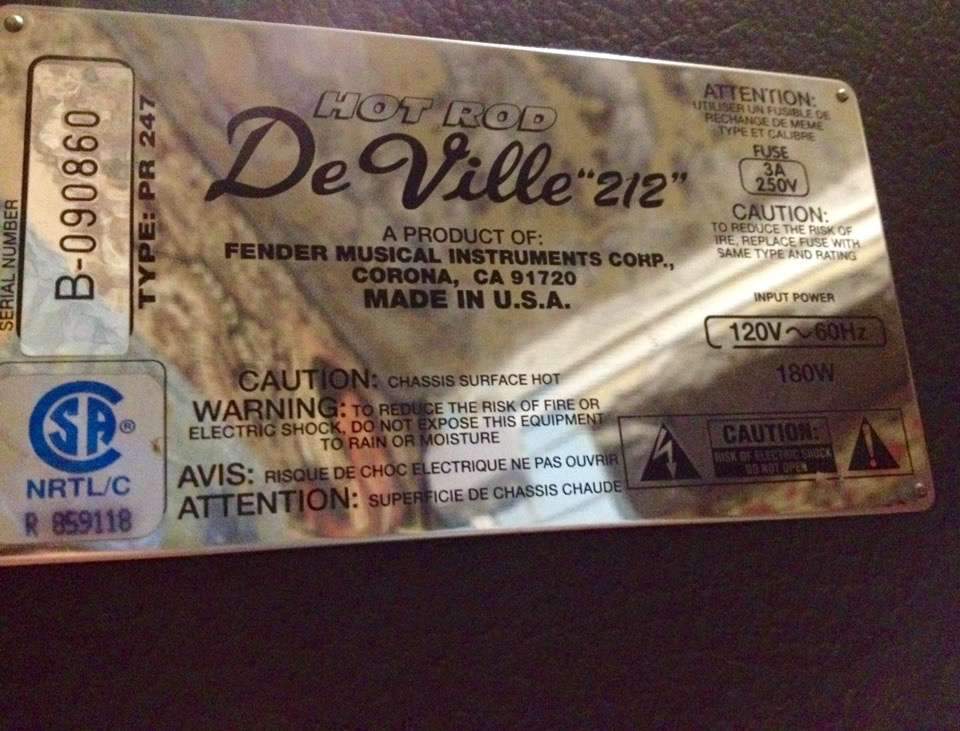 SERIAL NUMBER
B-090860
TYPE: PR 247
HOT ROD
DeVille "212"
A PRODUCT OF:
FENDER MUSICAL INSTRUMENTS CORP.,
CORONA, CA 91720
MADE IN U.S.A.
ATTENTION:
UTILISER UN FUSIBLE DE
RECHANGE DE MEME
TYPE ET CALIBRE
FUSE
3A
250V
CAUTION:
TO REDUCE THE RISK OF
IRE, REPLACE FUSE WITH
SAME TYPE AND RATING
INPUT POWER
120V~60Hz
180W
CSA ®
NRTL/C
R 859118
CAUTION: CHASSIS SURFACE HOT
WARNING: TO REDUCE THE RISK OF FIRE OR
ELECTRIC SHOCK, DO NOT EXPOSE THIS EQUIPMENT
TO RAIN OR MOISTURE
AVIS: RISQUE DE CHOC ELECTRIQUE NE PAS OUVRIR
ATTENTION: SUPERFICIE DE CHASSIS CHAUDE
CAUTION:
RISK OF ELECTRIC SHOCK
DO NOT OPEN